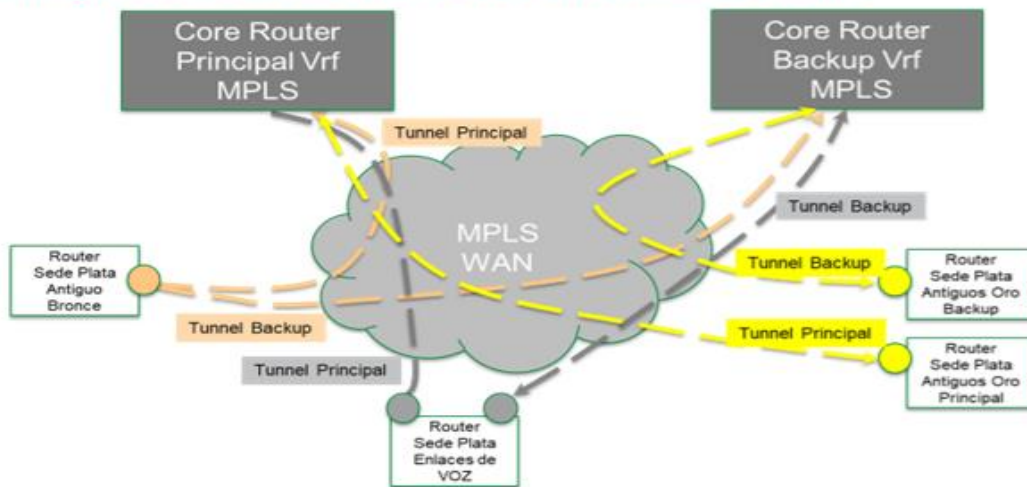 Core Router
Principal Vrf
MPLS
Core Router
Backup Vrf
MPLS
Tunnel Principal
Tunnel Backup
MPLS
WAN
Router
Sede Plata
Antiguo
Bronce
Tunnel Backup
Tunnel Backup
Router
Sede Plata
Antiguos Oro
Backup
Tunnel Principal
Tunnel Principal
Router
Sede Plata
Antiguos Oro
Principal
Router
Sede Plata
Enlaces de
VOZ